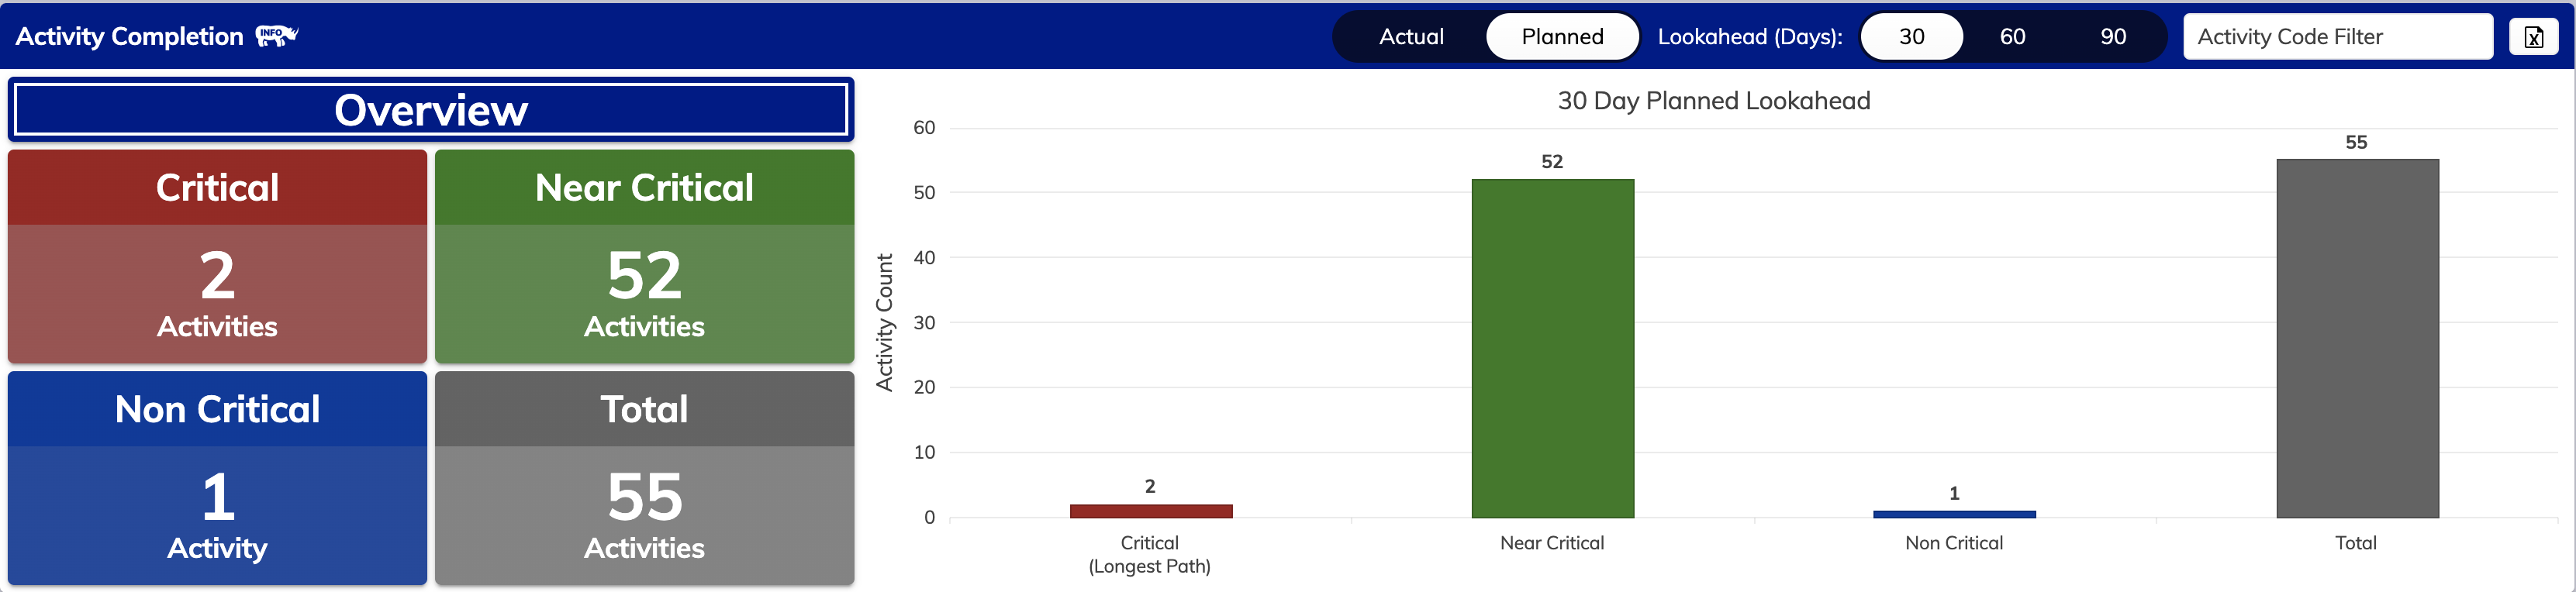 Activity Completion INFO
Actual Planned Lookahead (Days): 30 60 90 Activity Code Filter X
Overview
Critical
2
Activities
Near Critical
52
Activities
Non Critical
1
Activity
Total
55
Activities
30 Day Planned Lookahead
Activity Count
60
50
40
30
20
10
0
2
52
1
55
Critical
(Longest Path)
Near Critical
Non Critical
Total